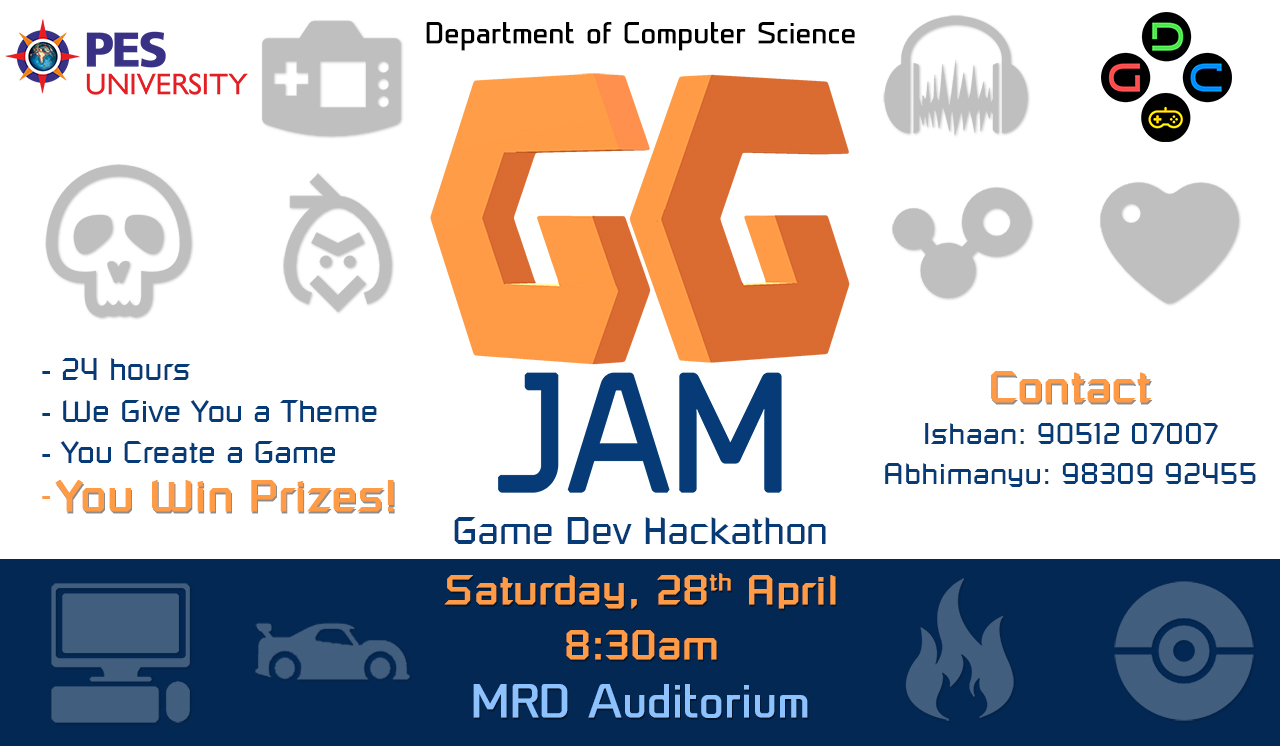 PES
UNIVERSITY
Department of Computer Science
D
G C
GG
JAM
Game Dev Hackathon
- 24 hours
- We Give You a Theme
- You Create a Game
- You Win Prizes!
Contact
Ishaan: 90512 07007
Abhimanyu: 98309 92455
Saturday, 28th April
8:30am
MRD Auditorium